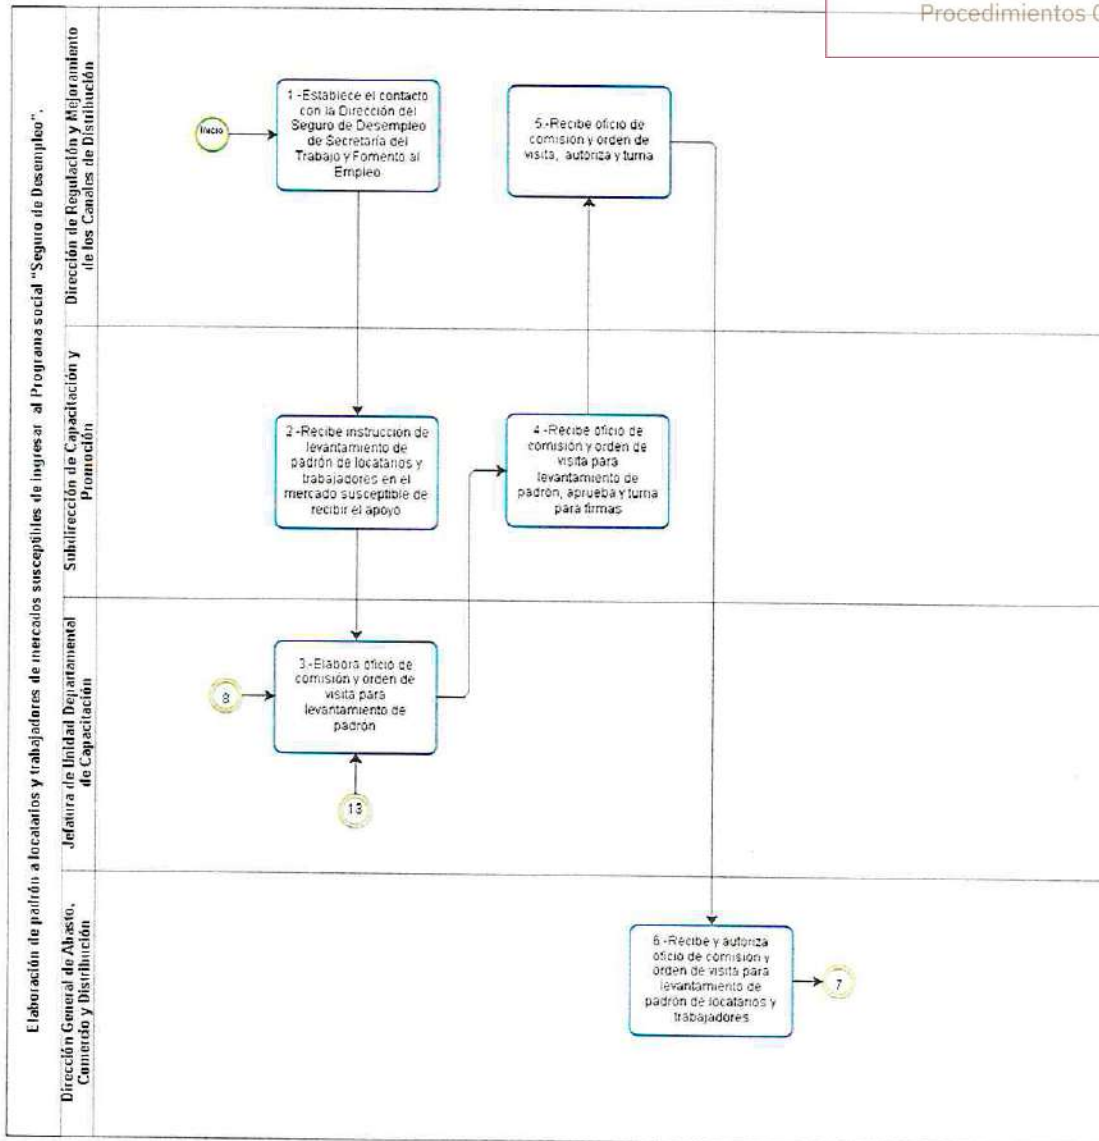 Procedimientos
Elaboración de padrón a locatarios y trabajadores de mercados susceptibles de ingresar al Programa social "Seguro de Desempleo".
Dirección de Regulación y Mejoramiento
de los Canales de Distribución
Inicio
1.-Establece el contacto
con la Dirección del
Seguro de Desempleo
de Secretaría del
Trabajo y Fomento al
Empleo
5.-Recibe oficio de
comisión y orden de
visita, autoriza y turna
Subdirección de Capacitación y
Promoción
2.-Recibe instrucción de
levantamiento de
padrón de locatarios y
trabajadores en el
mercado susceptible de
recibir el apoyo
4.-Recibe oficio de
comisión y orden de
visita para
levantamiento de
padrón, aprueba y turna
para firmas
Jefatura de Unidad Departamental
de Capacitación
8
3.-Elabora oficio de
comisión y orden de
visita para
levantamiento de
padrón
13
Dirección General de Abasto,
Comercio y Distribución
6.-Recibe y autoriza
oficio de comisión y
orden de visita para
levantamiento de
padrón de locatarios y
trabajadores
7